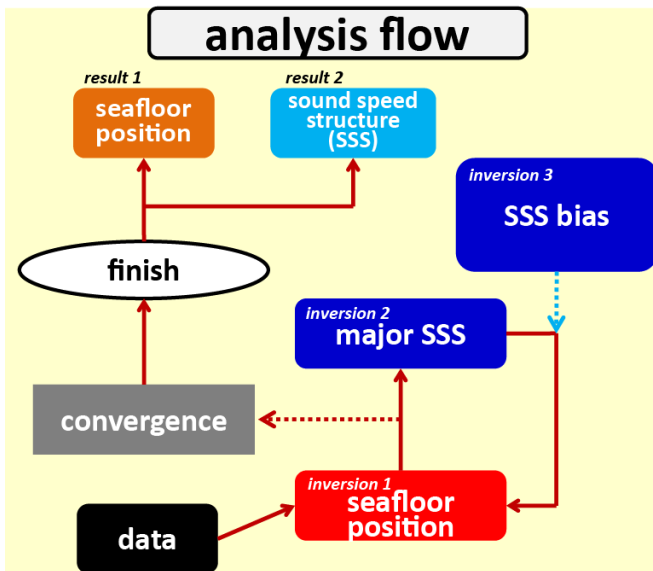 analysis flow
result 1
seafloor
position
result 2
sound speed
structure
(SSS)
inversion 3
SSS bias
finish
inversion 2
major SSS
convergence
inversion 1
seafloor
position
data